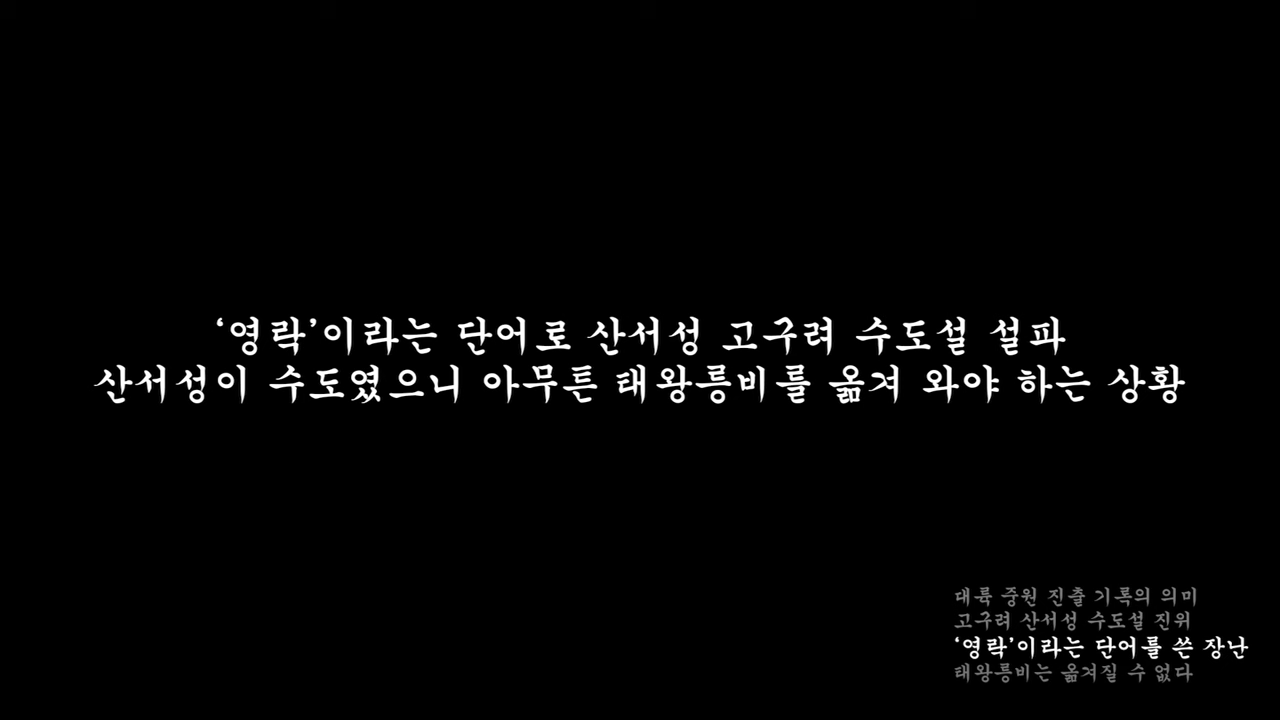 ‘영락’이라는 단어로 산서성 고구려 수도설 설파
산서성이 수도였으니 아무튼 태왕릉비를 옮겨 와야 하는 상황
대륙 중원 진출 기록의 의미
고구려 산서성 수도설 진위
‘영락’이라는 단어를 쓴 장난
태왕릉비는 옮겨질 수 없다